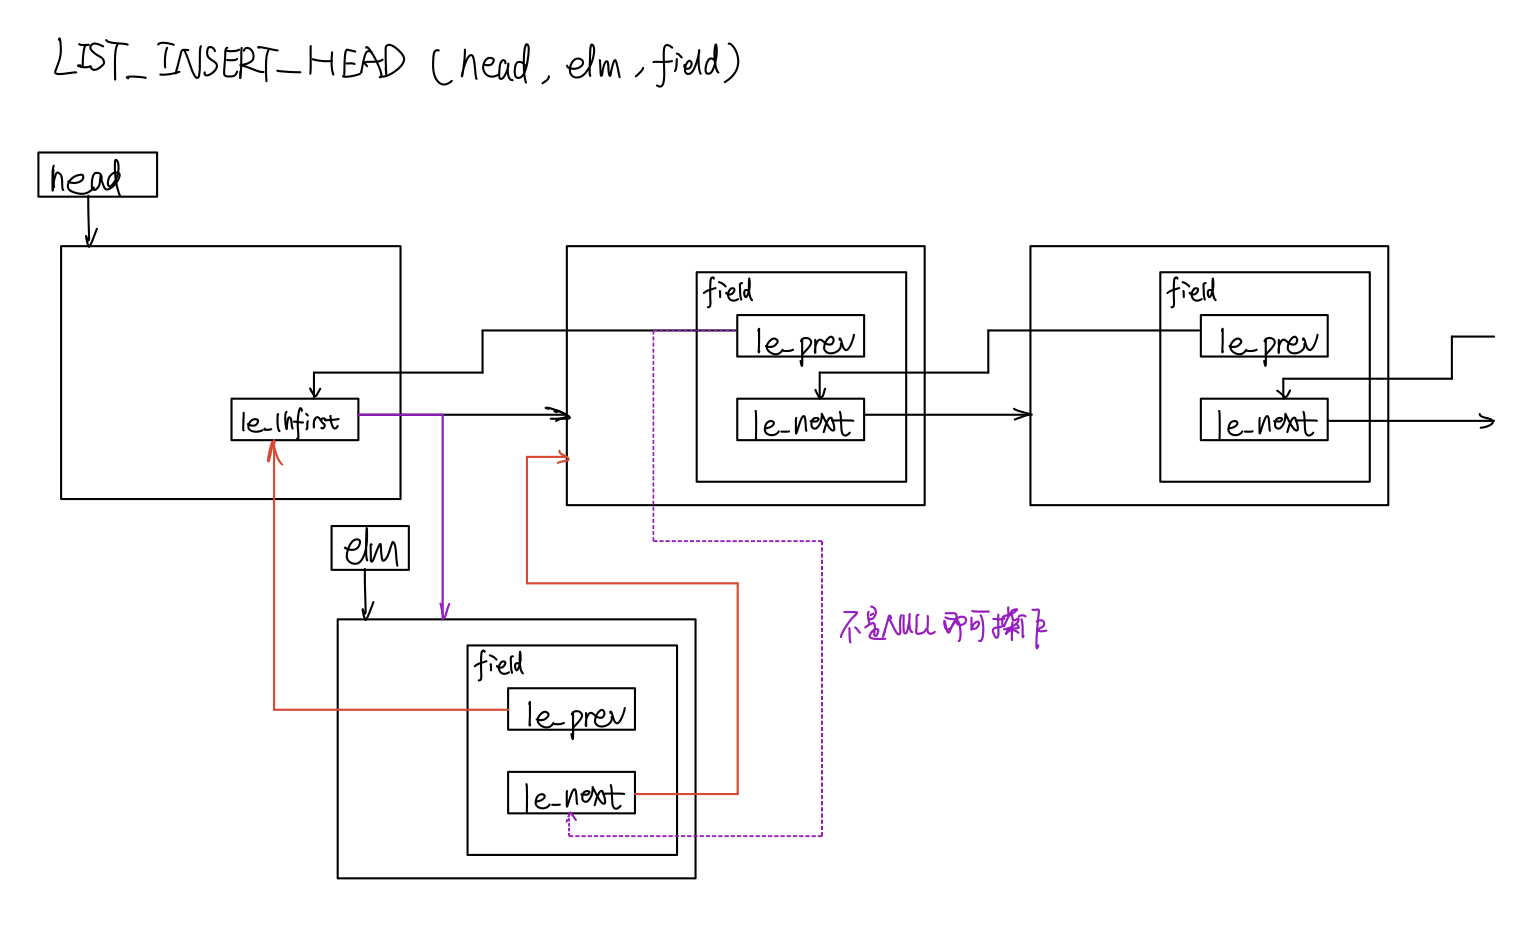 LIST_INSERT_HEAD (head, elm, field)
head
field
field
le_prev
le_prev
le_lhfirst
le_next
le_next
elm
不是NULL即可操作
field
le_prev
le_next